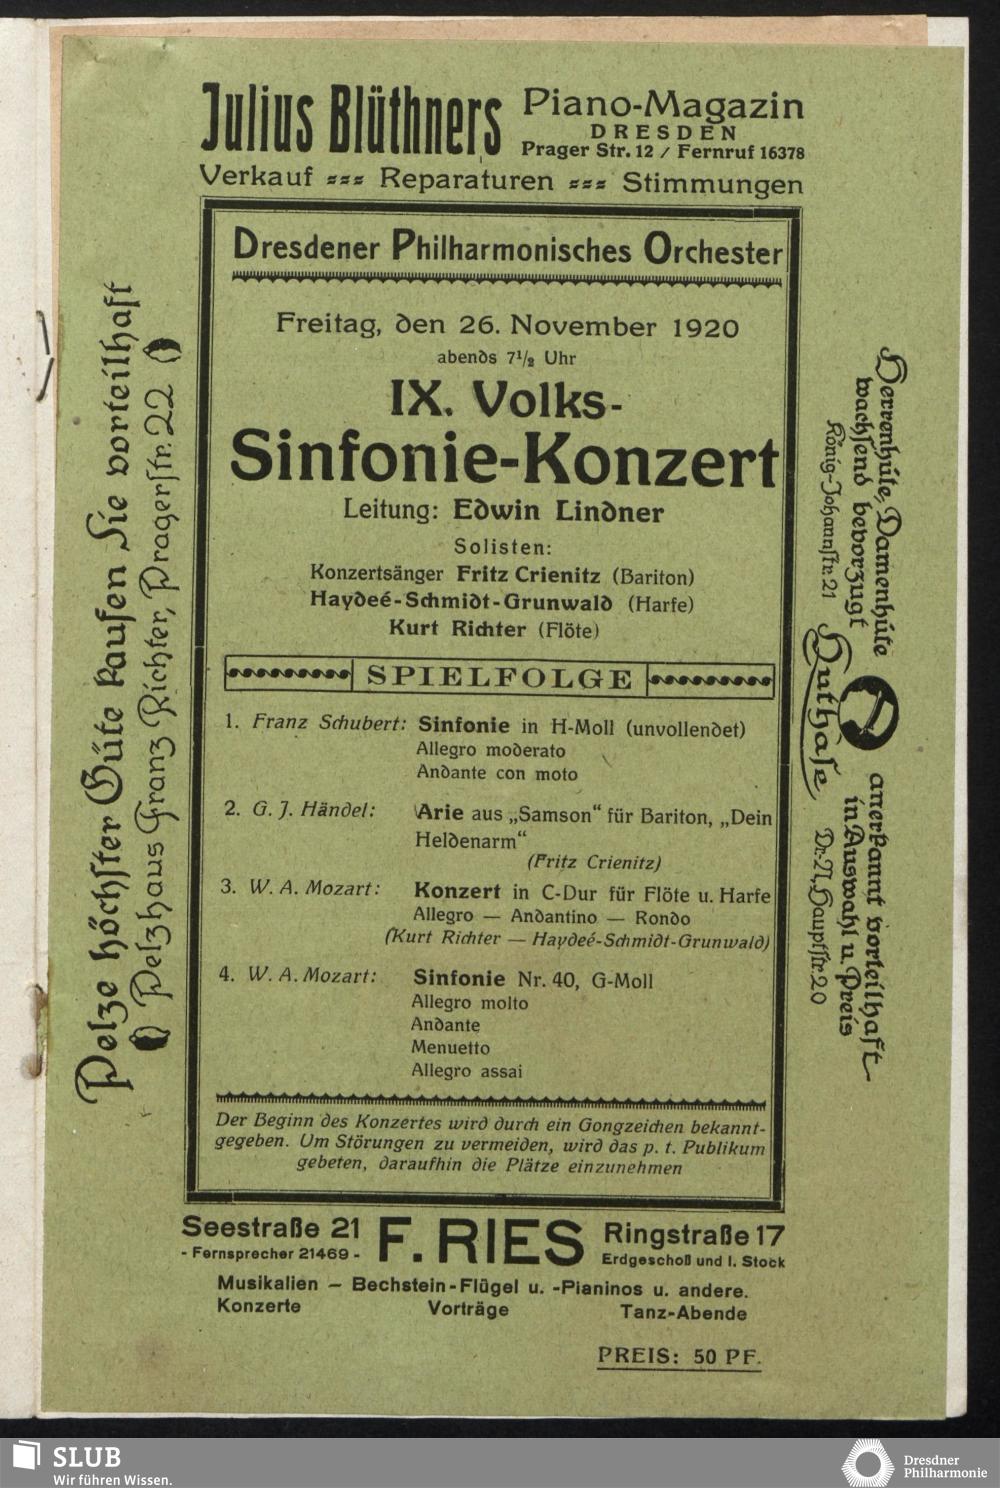 Julius Blüthners Piano-Magazin
DRESDEN
Prager Str. 12 / Fernruf 16378
Verkauf Reparaturen Stimmungen
Dresdener Philharmonisches Orchester
Freitag, den 26. November 1920
abends 7½ Uhr
IX. Volks-
Sinfonie-Konzert
Leitung: Edwin Lindner
Solisten:
Konzertsänger Fritz Crienitz (Bariton)
Haydeé-Schmidt-Grunwald (Harfe)
Kurt Richter (Flöte)
SPIELFOLGE
1. Franz Schubert: Sinfonie in H-Moll (unvollendet)
Allegro moderato
Andante con moto
2. G. J. Händel: Arie aus „Samson“ für Bariton, „Dein
Heldenarm“
(Fritz Crienitz)
3. W. A. Mozart: Konzert in C-Dur für Flöte u. Harfe
Allegro — Andantino — Rondo
(Kurt Richter — Haydeé-Schmidt-Grunwald)
4. W. A. Mozart: Sinfonie Nr. 40, G-Moll
Allegro molto
Andante
Menuetto
Allegro assai
Der Beginn des Konzertes wird durch ein Gongzeichen bekannt-
gegeben. Um Störungen zu vermeiden, wird das p. t. Publikum
gebeten, daraufhin die Plätze einzunehmen
Seestraße 21 F. RIES Ringstraße 17
- Fernsprecher 21469 - Erdgeschoß und I. Stock
Musikalien — Bechstein-Flügel u. -Pianinos u. andere.
Konzerte Vorträge Tanz-Abende
PREIS: 50 PF.
Pelze höchster Güte kaufen Sie vorteilhaft
Pelzhaus Franz Richter, Pragerstr. 22
Herrenhüte, Damenhüte
wachsend bevorzugt
König-Johannstr. 21
Huthase
anerkannt vorteilhaft
in Auswahl u. Preis
Dr.-N., Hauptstr. 20
SLUB
Wir führen Wissen.
Dresdner
Philharmonie